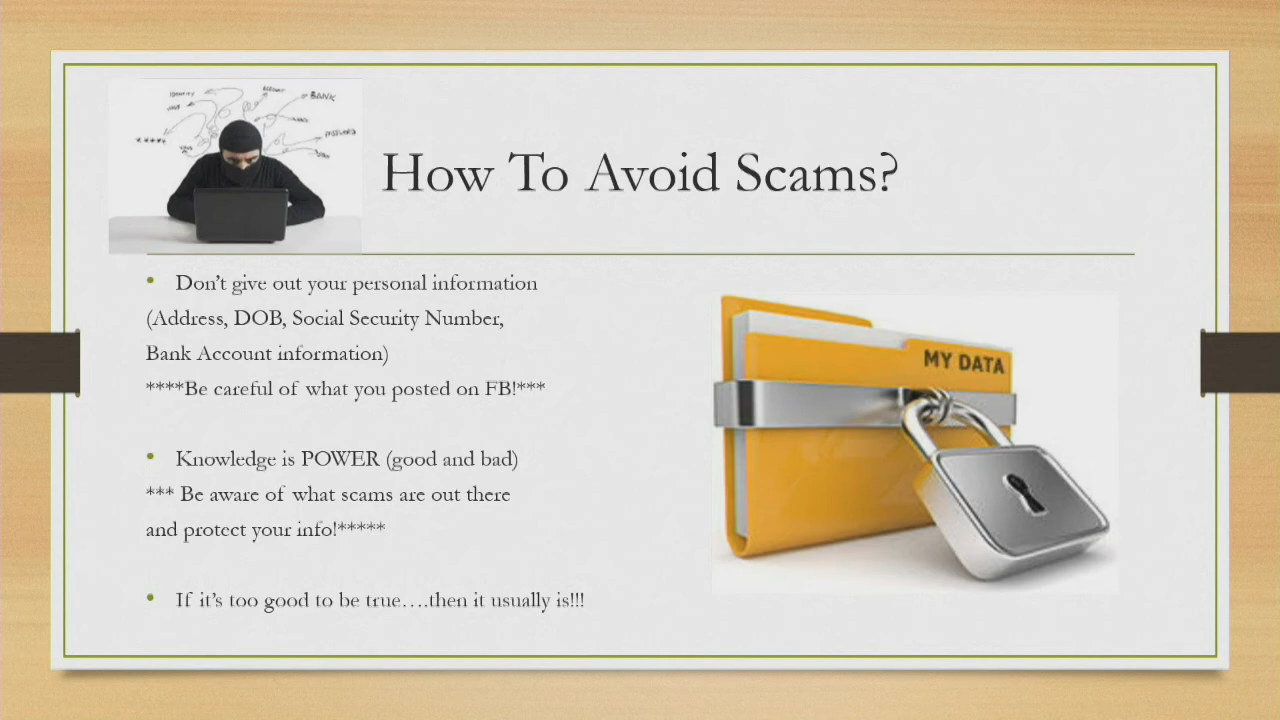 IDENTITY
BANK
PASSWORD
****
How To Avoid Scams?
• Don't give out your personal information
(Address, DOB, Social Security Number,
Bank Account information)
****Be careful of what you posted on FB!***
• Knowledge is POWER (good and bad)
*** Be aware of what scams are out there
and protect your info!*****
• If it's too good to be true….then it usually is!!!
MY DATA